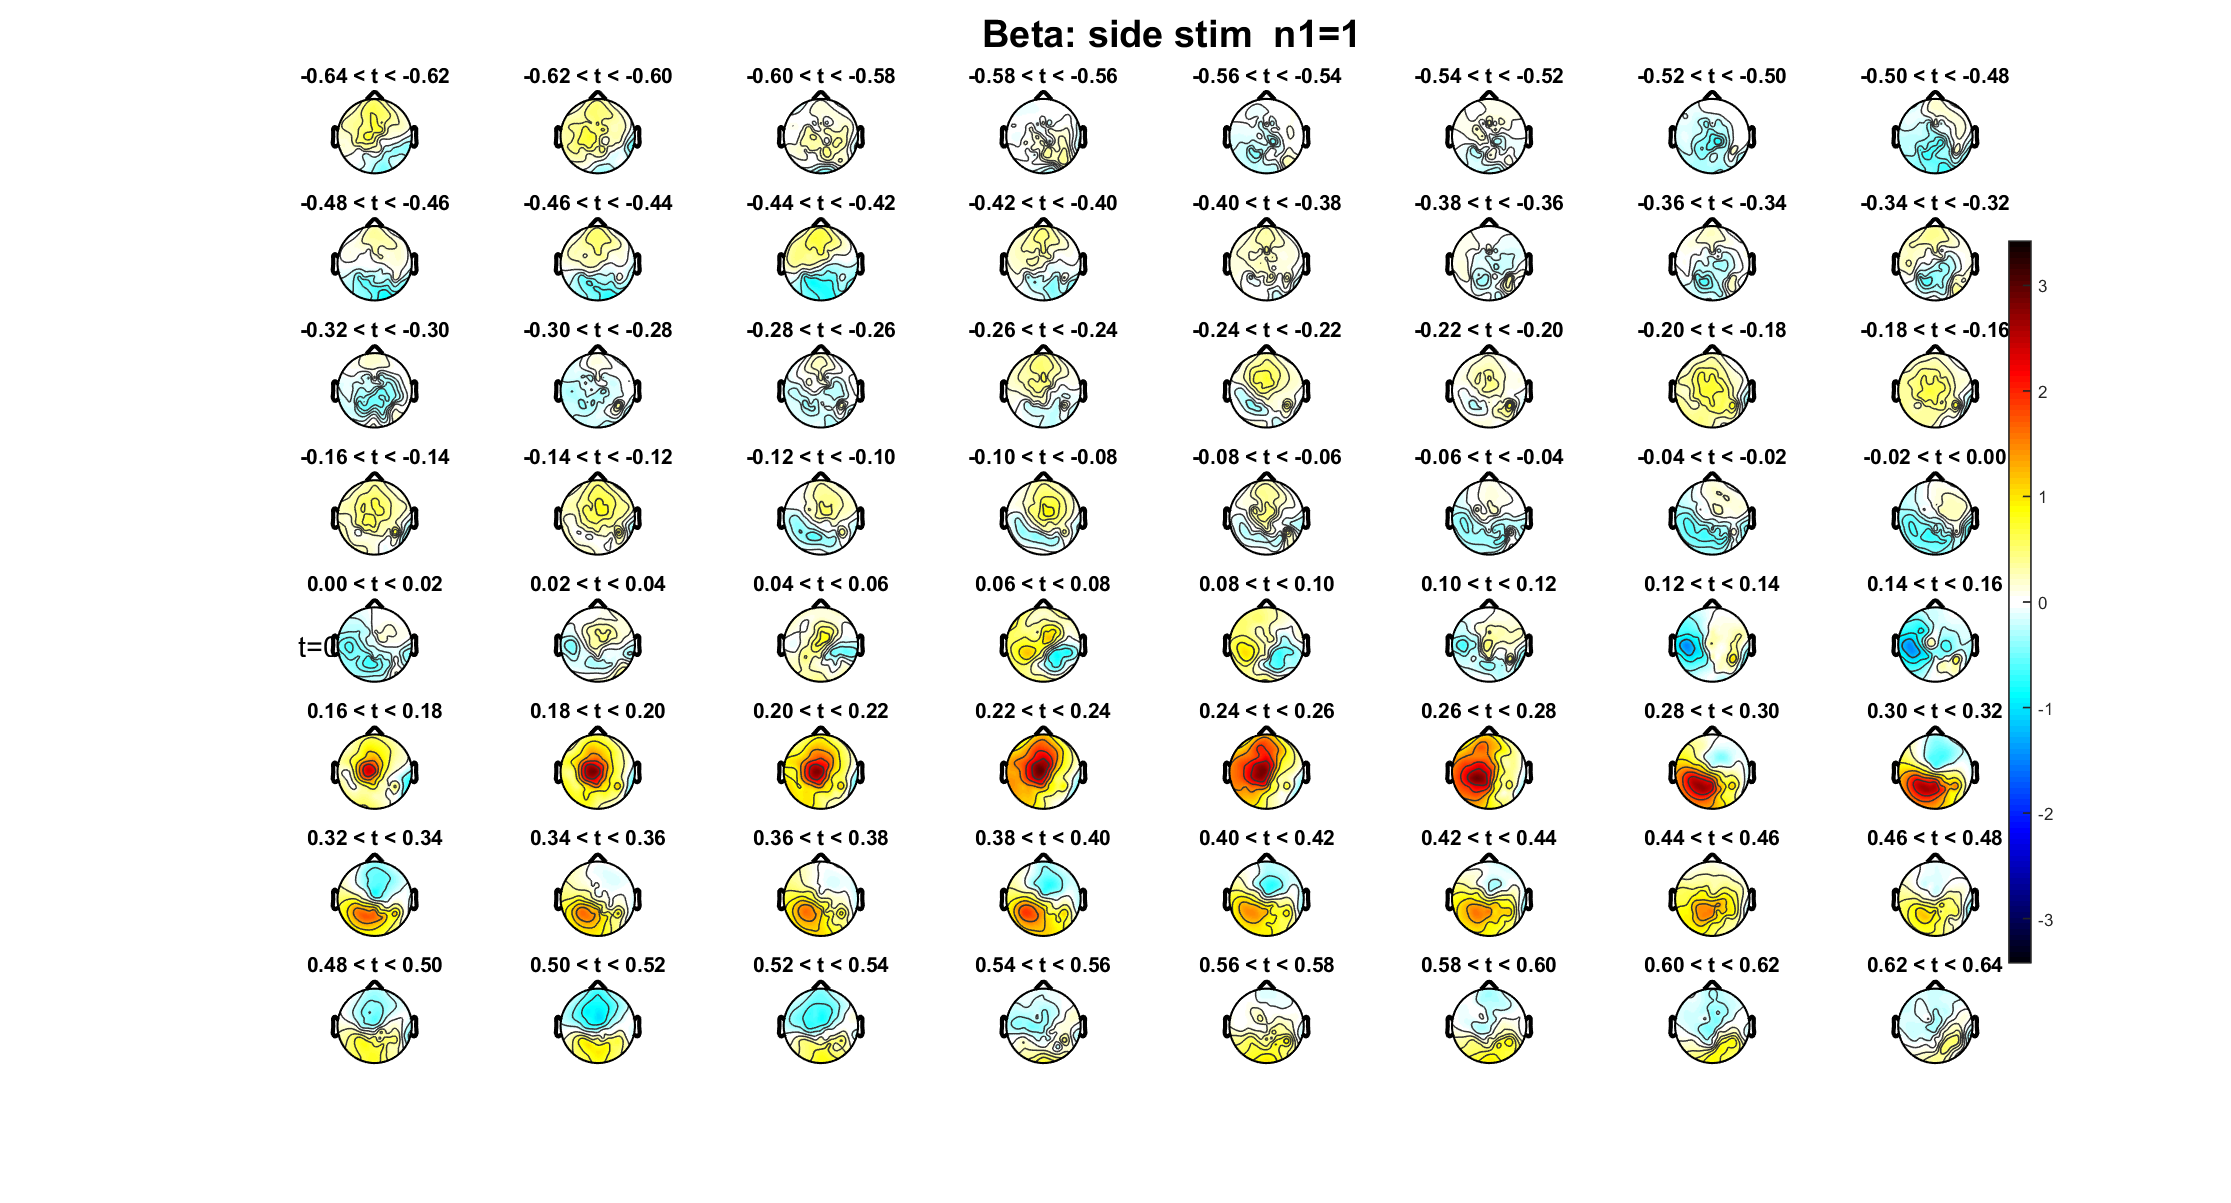 Beta: side stim  n1=1
-0.64 < t < -0.62
-0.62 < t < -0.60
-0.60 < t < -0.58
-0.58 < t < -0.56
-0.56 < t < -0.54
-0.54 < t < -0.52
-0.52 < t < -0.50
-0.50 < t < -0.48
-0.48 < t < -0.46
-0.46 < t < -0.44
-0.44 < t < -0.42
-0.42 < t < -0.40
-0.40 < t < -0.38
-0.38 < t < -0.36
-0.36 < t < -0.34
-0.34 < t < -0.32
-0.32 < t < -0.30
-0.30 < t < -0.28
-0.28 < t < -0.26
-0.26 < t < -0.24
-0.24 < t < -0.22
-0.22 < t < -0.20
-0.20 < t < -0.18
-0.18 < t < -0.16
-0.16 < t < -0.14
-0.14 < t < -0.12
-0.12 < t < -0.10
-0.10 < t < -0.08
-0.08 < t < -0.06
-0.06 < t < -0.04
-0.04 < t < -0.02
-0.02 < t < 0.00
0.00 < t < 0.02
0.02 < t < 0.04
0.04 < t < 0.06
0.06 < t < 0.08
0.08 < t < 0.10
0.10 < t < 0.12
0.12 < t < 0.14
0.14 < t < 0.16
t=0
0.16 < t < 0.18
0.18 < t < 0.20
0.20 < t < 0.22
0.22 < t < 0.24
0.24 < t < 0.26
0.26 < t < 0.28
0.28 < t < 0.30
0.30 < t < 0.32
0.32 < t < 0.34
0.34 < t < 0.36
0.36 < t < 0.38
0.38 < t < 0.40
0.40 < t < 0.42
0.42 < t < 0.44
0.44 < t < 0.46
0.46 < t < 0.48
0.48 < t < 0.50
0.50 < t < 0.52
0.52 < t < 0.54
0.54 < t < 0.56
0.56 < t < 0.58
0.58 < t < 0.60
0.60 < t < 0.62
0.62 < t < 0.64
3
2
1
0
-1
-2
-3